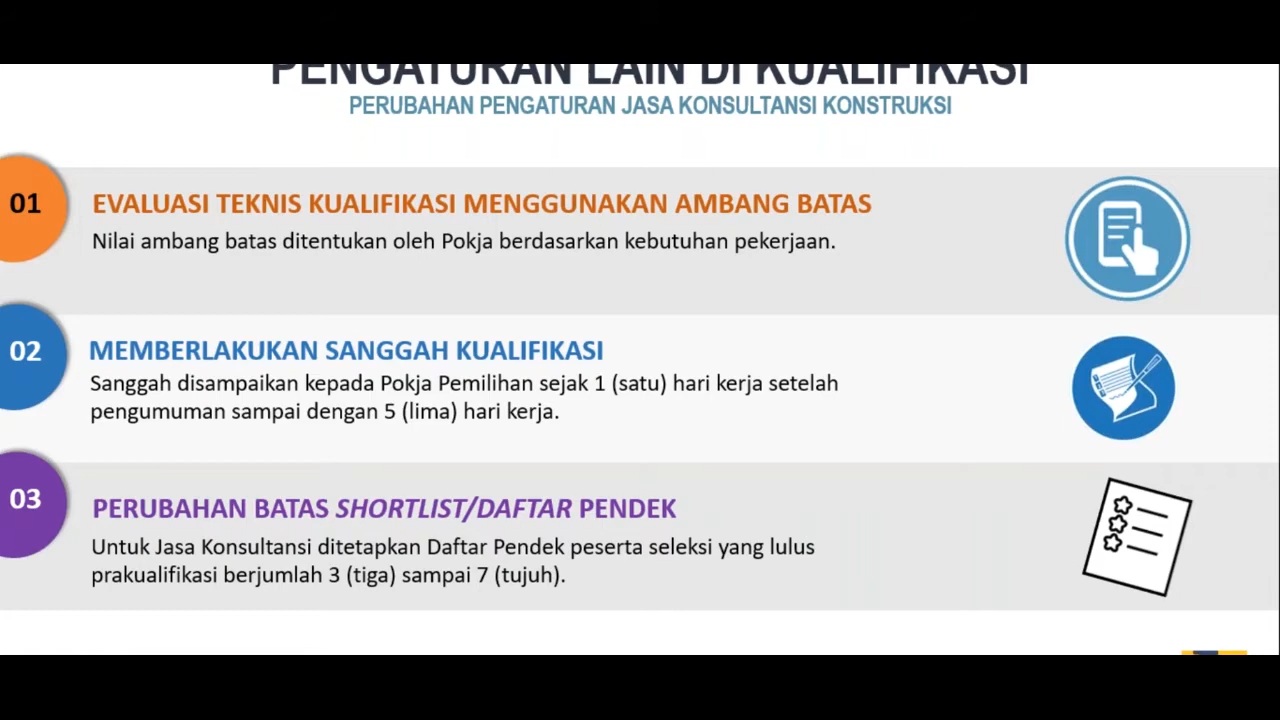 PENGATURAN LAIN DI KUALIFIKASI
PERUBAHAN PENGATURAN JASA KONSULTANSI KONSTRUKSI
01
EVALUASI TEKNIS KUALIFIKASI MENGGUNAKAN AMBANG BATAS
Nilai ambang batas ditentukan oleh Pokja berdasarkan kebutuhan pekerjaan.
02
MEMBERLAKUKAN SANGGAH KUALIFIKASI
Sanggah disampaikan kepada Pokja Pemilihan sejak 1 (satu) hari kerja setelah
pengumuman sampai dengan 5 (lima) hari kerja.
03
PERUBAHAN BATAS SHORTLIST/DAFTAR PENDEK
Untuk Jasa Konsultansi ditetapkan Daftar Pendek peserta seleksi yang lulus
prakualifikasi berjumlah 3 (tiga) sampai 7 (tujuh).